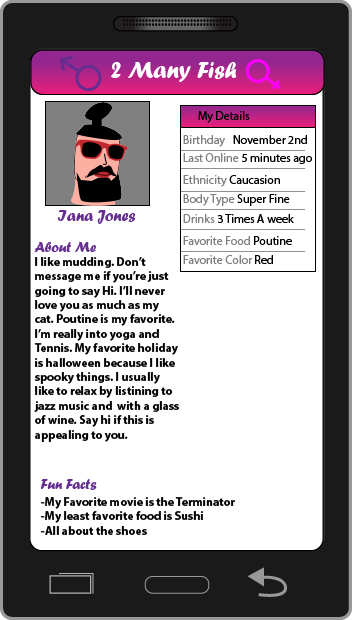 2 Many Fish
Iana Jones
My Details
Birthday November 2nd
Last Online 5 minutes ago
Ethnicity Caucasion
Body Type Super Fine
Drinks 3 Times A week
Favorite Food Poutine
Favorite Color Red
About Me
I like mudding. Don't
message me if you're just
going to say Hi. I'll never
love you as much as my
cat. Poutine is my favorite.
I'm really into yoga and
Tennis. My favorite holiday
is halloween because I like
spooky things. I usually
like to relax by listining to
jazz music and with a glass
of wine. Say hi if this is
appealing to you.
Fun Facts
-My Favorite movie is the Terminator
-My least favorite food is Sushi
-All about the shoes